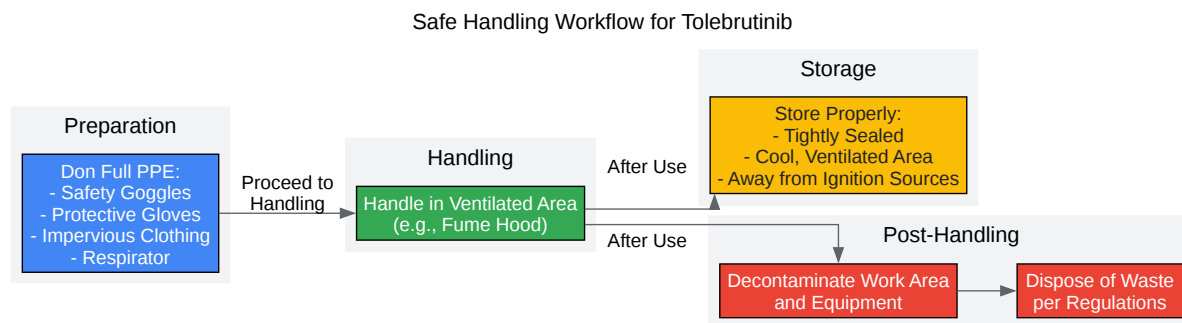 Safe Handling Workflow for Tolebrutinib
Preparation
Don Full PPE:
- Safety Goggles
- Protective Gloves
- Impervious Clothing
- Respirator
Proceed to
Handling
Handling
Handle in Ventilated Area
(e.g., Fume Hood)
After Use
Storage
Store Properly:
- Tightly Sealed
- Cool, Ventilated Area
- Away from Ignition Sources
After Use
Post-Handling
Decontaminate Work Area
and Equipment
Dispose of Waste
per Regulations